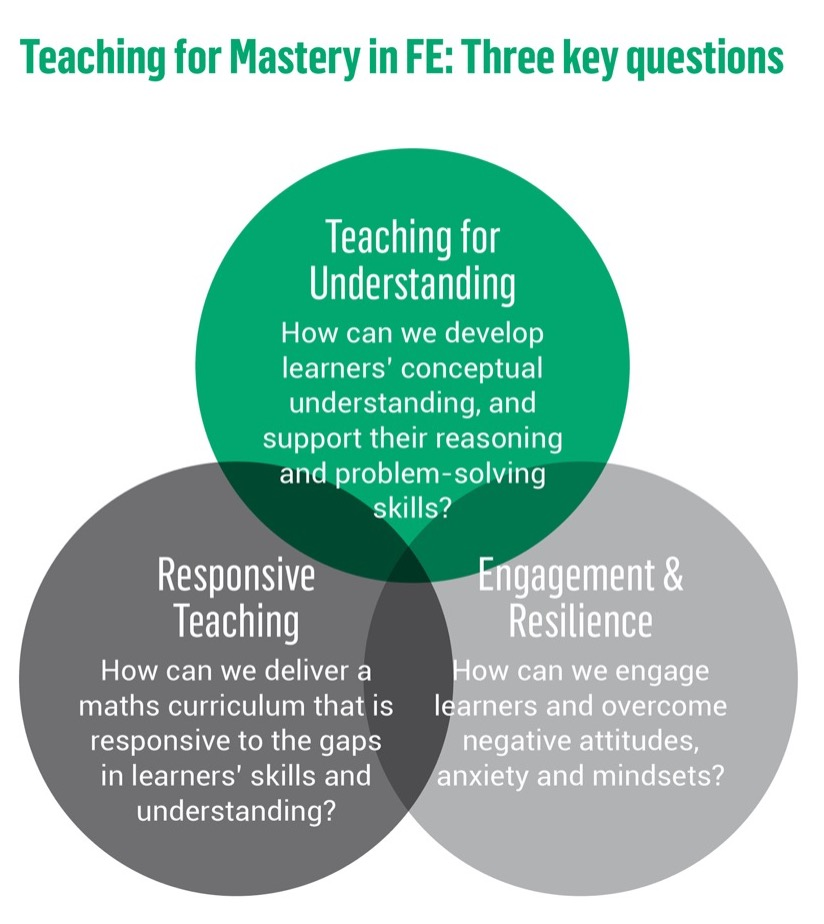 Teaching for Mastery in FE: Three key questions
Teaching for
Understanding
How can we develop
learners' conceptual
understanding, and
support their reasoning
and problem-solving
skills?
Responsive
Teaching
How can we deliver a
maths curriculum that is
responsive to the gaps
in learners' skills and
understanding?
Engagement &
Resilience
How can we engage
learners and overcome
negative attitudes,
anxiety and mindsets?